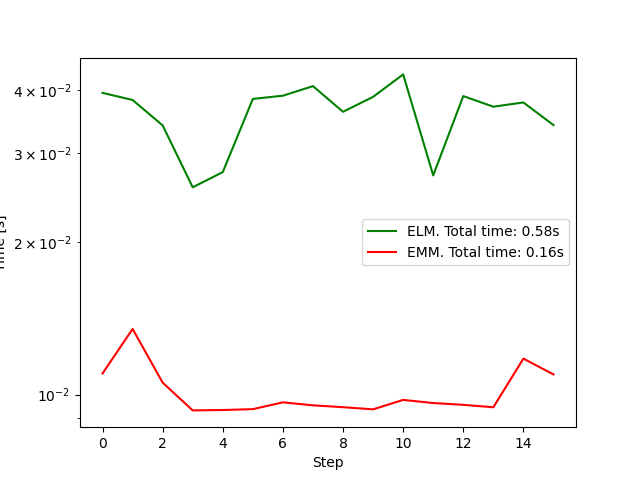 4 × 10⁻²
3 × 10⁻²
2 × 10⁻²
10⁻²
[s]
ELM. Total time: 0.58s
EMM. Total time: 0.16s
0 2 4 6 8 10 12 14
Step